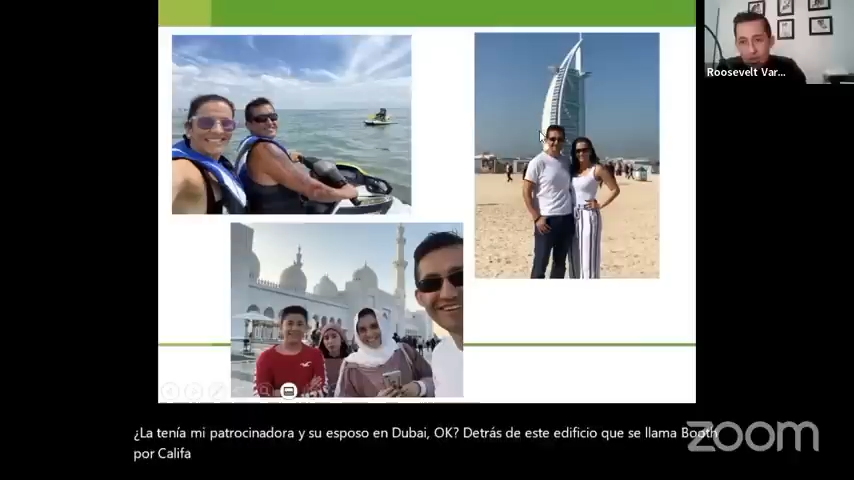 Roosevelt Var...
¿La tenía mi patrocinadora y su esposo en Dubai, OK? Detrás de este edificio que se llama Booth
por Califa
zoom